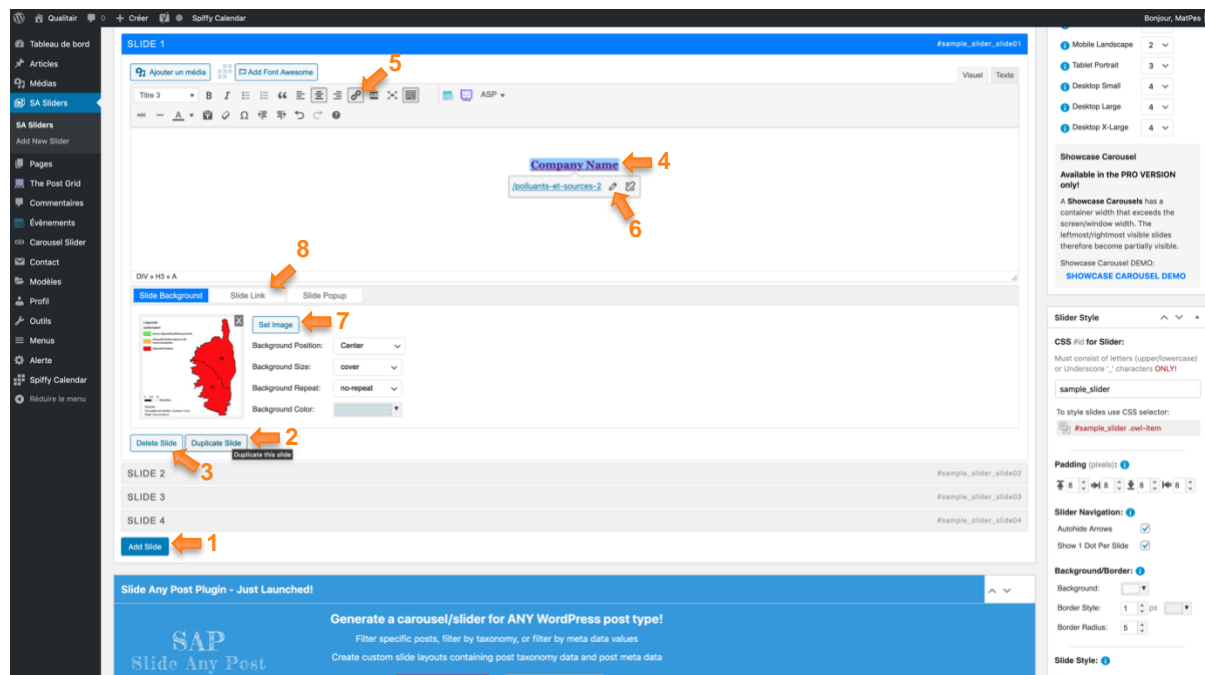 Qualitair
0
Créer
Spiffy Calendar
Bonjour, MatPes
Tableau de bord
Articles
Médias
SA Sliders
SA Sliders
Add New Slider
Pages
The Post Grid
Commentaires
Évènements
Carousel Slider
Contact
Modèles
Profil
Outils
Menus
Alerte
Spiffy Calendar
Réduire le menu
SLIDE 1
#sample_slider_slide01
Ajouter un média
Add Font Awesome
5
Visuel
Texte
Titre 3
B
I
ASP
ABC
A
Ω
Company Name
4
/polluants-et-sources-2
6
8
DIV » H3 » A
Slide Background
Slide Link
Slide Popup
Set Image
7
Background Position:
Center
Background Size:
cover
Background Repeat:
no-repeat
Background Color:
Delete Slide
Duplicate Slide
2
Duplicate this slide
3
SLIDE 2
#sample_slider_slide02
SLIDE 3
#sample_slider_slide03
SLIDE 4
#sample_slider_slide04
Add Slide
1
Slide Any Post Plugin - Just Launched!
Generate a carousel/slider for ANY WordPress post type!
SAP
Slide Any Post
Filter specific posts, filter by taxonomy, or filter by meta data values
Create custom slide layouts containing post taxonomy data and post meta data
Mobile Landscape
2
Tablet Portrait
3
Desktop Small
4
Desktop Large
4
Desktop X-Large
4
Showcase Carousel
Available in the PRO VERSION
only!
A Showcase Carousels has a
container width that exceeds the
screen/window width. The
leftmost/rightmost visible slides
therefore become partially visible.
Showcase Carousel DEMO:
SHOWCASE CAROUSEL DEMO
Slider Style
CSS #id for Slider:
Must consist of letters (upper/lowercase)
or Underscore '_' characters ONLY!
sample_slider
To style slides use CSS selector:
#sample_slider .owl-item
Padding (pixels):
8
8
8
8
Slider Navigation:
Autohide Arrows
Show 1 Dot Per Slide
Background/Border:
Background:
Border Style:
1
px
Border Radius:
5
Slide Style: